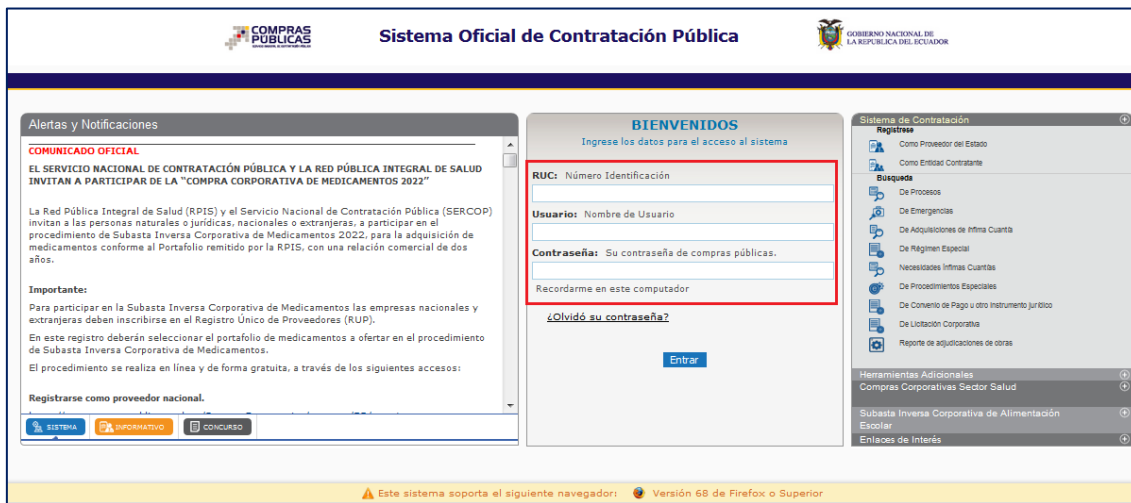 COMPRAS
PÚBLICAS
Sistema Oficial de Contratación Pública
GOBIERNO NACIONAL DE
LA REPUBLICA DEL ECUADOR
Alertas y Notificaciones
COMUNICADO OFICIAL
EL SERVICIO NACIONAL DE CONTRATACIÓN PÚBLICA Y LA RED PÚBLICA INTEGRAL DE SALUD
INVITAN A PARTICIPAR DE LA "COMPRA CORPORATIVA DE MEDICAMENTOS 2022"
La Red Pública Integral de Salud (RPIS) y el Servicio Nacional de Contratación Pública (SERCOP)
invitan a las personas naturales o jurídicas, nacionales o extranjeras, a participar en el
procedimiento de Subasta Inversa Corporativa de Medicamentos 2022, para la adquisición de
medicamentos conforme al Portafolio remitido por la RPIS, con una relación comercial de dos
años.
Importante:
Para participar en la Subasta Inversa Corporativa de Medicamentos las empresas nacionales y
extranjeras deben inscribirse en el Registro Único de Proveedores (RUP).
En este registro deberán seleccionar el portafolio de medicamentos a ofertar en el procedimiento
de Subasta Inversa Corporativa de Medicamentos.
El procedimiento se realiza en línea y de forma gratuita, a través de los siguientes accesos:
Registrarse como proveedor nacional.
SISTEMA
INFORMATIVO
CONCURSO
BIENVENIDOS
Ingrese los datos para el acceso al sistema
RUC: Número Identificación
Usuario: Nombre de Usuario
Contraseña: Su contraseña de compras públicas.
Recordarme en este computador
¿Olvidó su contraseña?
Entrar
Sistema de Contratación
Regístrese
Como Proveedor del Estado
Como Entidad Contratante
Búsqueda
De Procesos
De Emergencias
De Adquisiciones de Ínfima Cuantía
De Régimen Especial
Necesidades Ínfimas Cuantías
De Procedimientos Especiales
De Convenio de Pago u otro Instrumento jurídico
De Licitación Corporativa
Reporte de adjudicaciones de obras
Herramientas Adicionales
Compras Corporativas Sector Salud
Subasta Inversa Corporativa de Alimentación
Escolar
Enlaces de Interés
Este sistema soporta el siguiente navegador: Versión 68 de Firefox o Superior